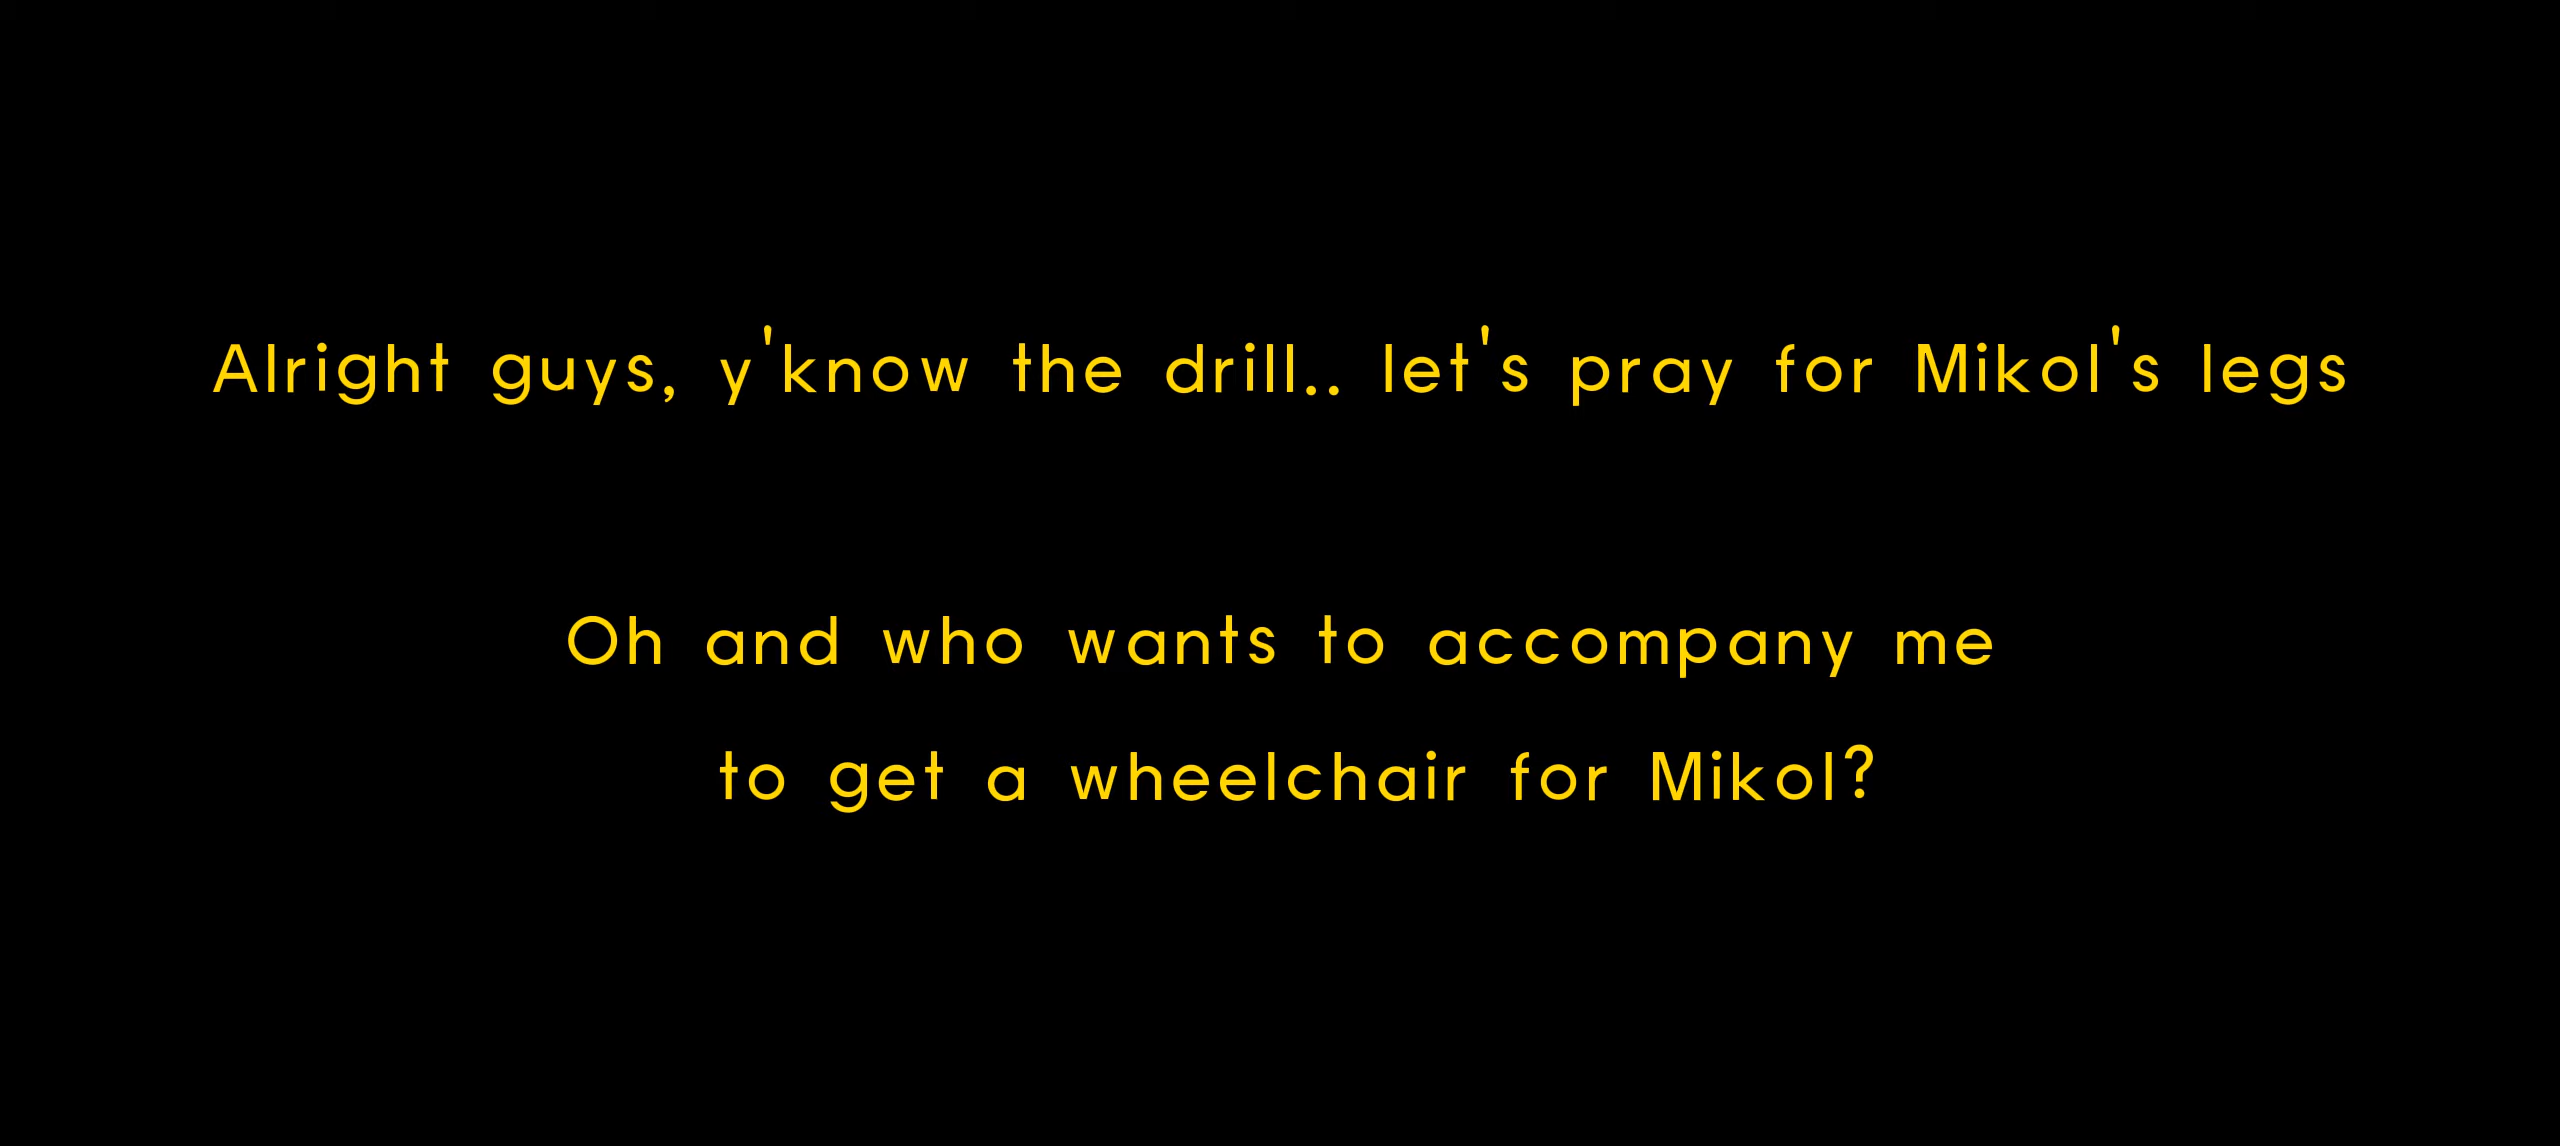 Alright guys, y'know the drill.. let's pray for Mikol's legs
Oh and who wants to accompany me
to get a wheelchair for Mikol?